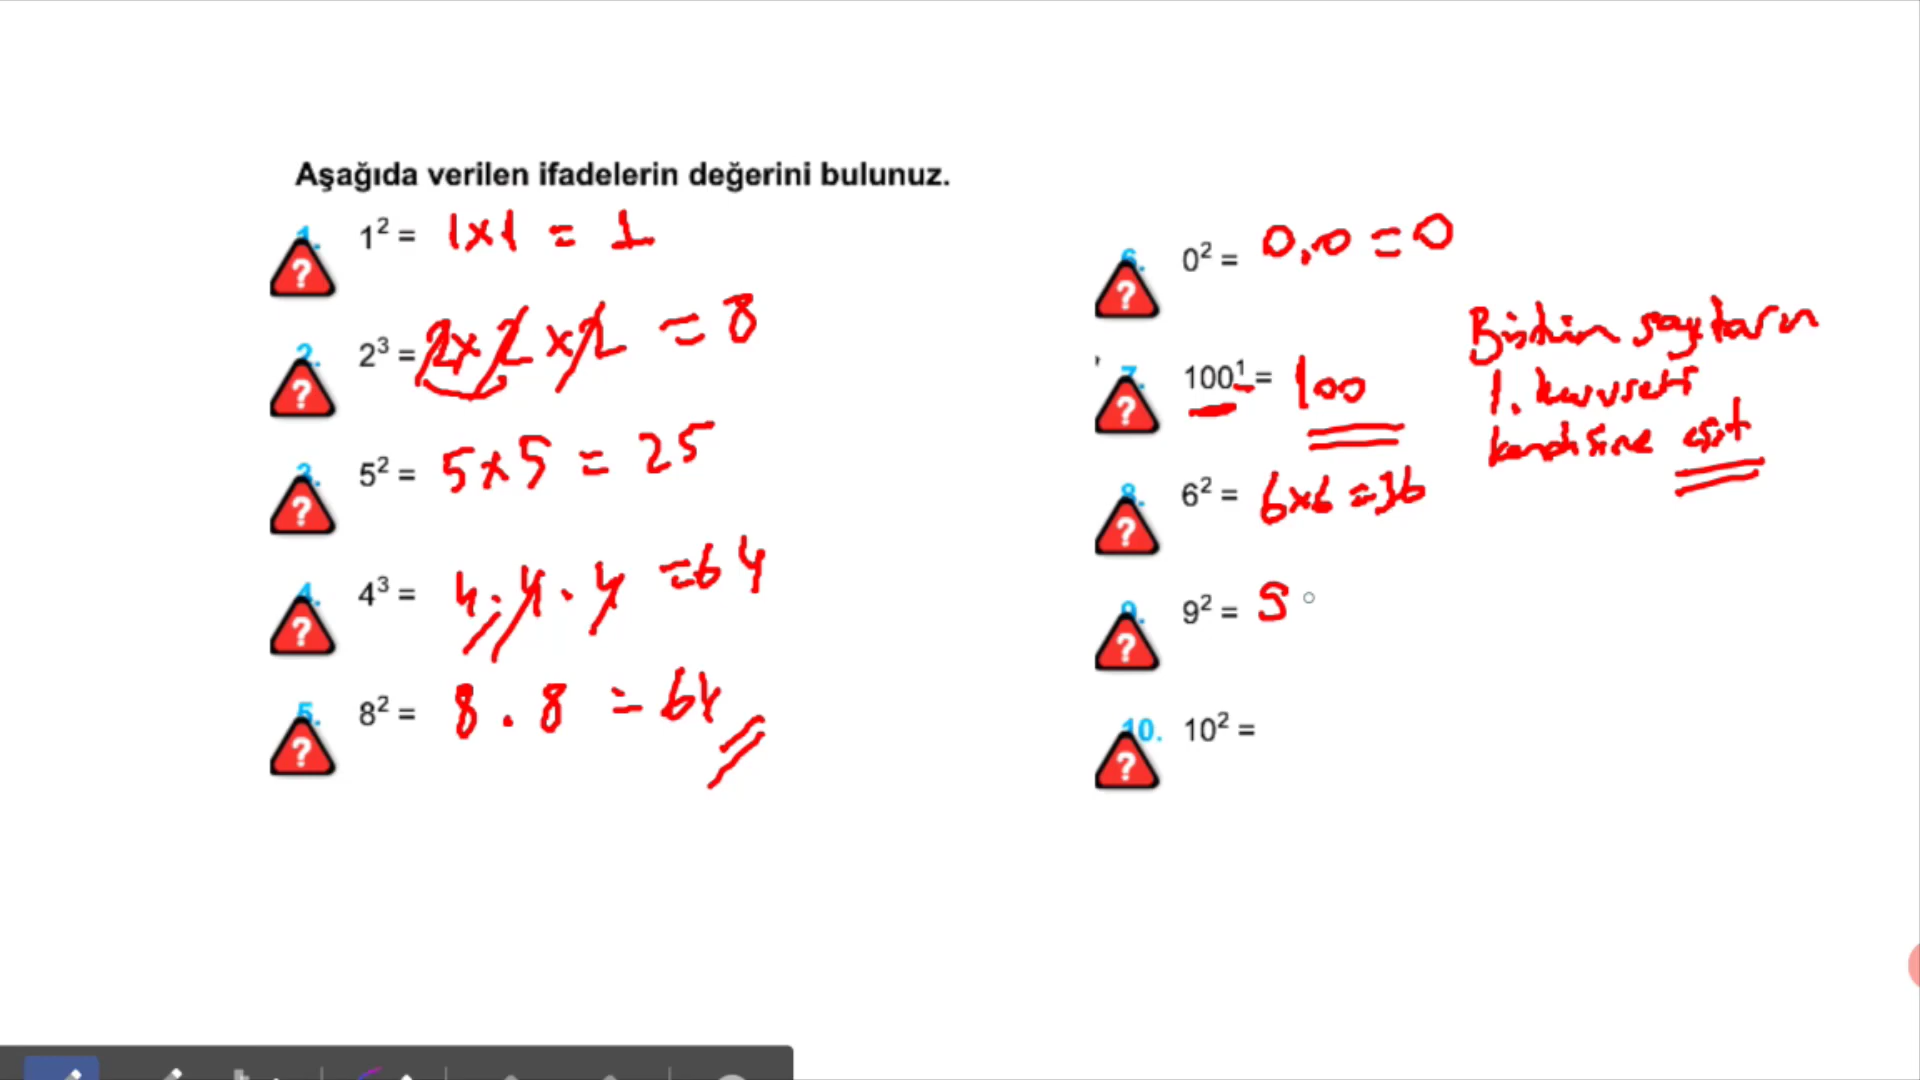 Aşağıda verilen ifadelerin değerini bulunuz.
1. 1² = 1x1 = 1
2. 2³ = 2x2x2 = 8
3. 5² = 5x5 = 25
4. 4³ = 4.4.4 = 64
5. 8² = 8.8 = 64
6. 0² = 0.0 = 0
7. 100¹ = 100
Bütün sayıların
1. kuvveti
kendisine eşit
8. 6² = 6x6 = 36
9. 9² = 9
10. 10² =